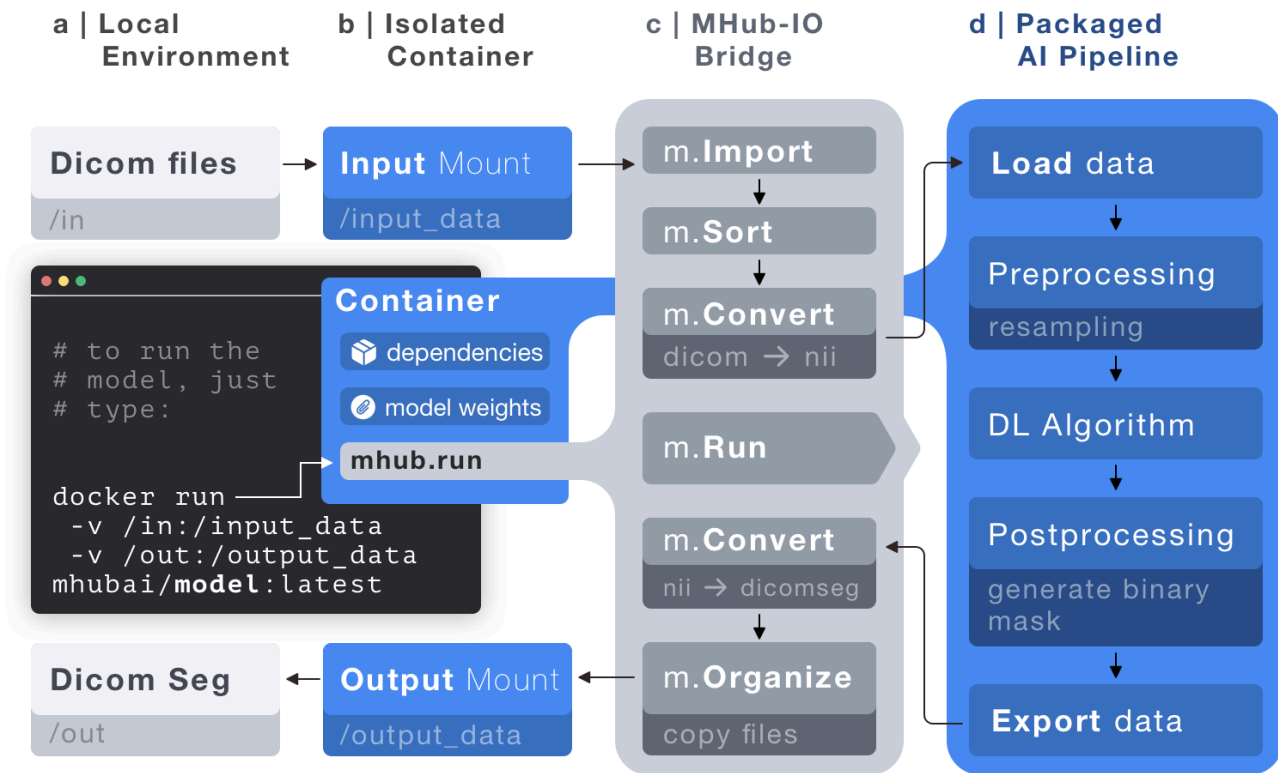 a | Local
Environment
b | Isolated
Container
c | MHub-IO
Bridge
d | Packaged
AI Pipeline
Dicom files
/in
Input Mount
/input_data
# to run the
# model, just
# type:
docker run
-v /in:/input_data
-v /out:/output_data
mhubai/model:latest
Container
dependencies
model weights
mhub.run
Dicom Seg
/out
Output Mount
/output_data
m.Import
m.Sort
m.Convert
dicom → nii
m.Run
m.Convert
nii → dicomseg
m.Organize
copy files
Load data
Preprocessing
resampling
DL Algorithm
Postprocessing
generate binary
mask
Export data